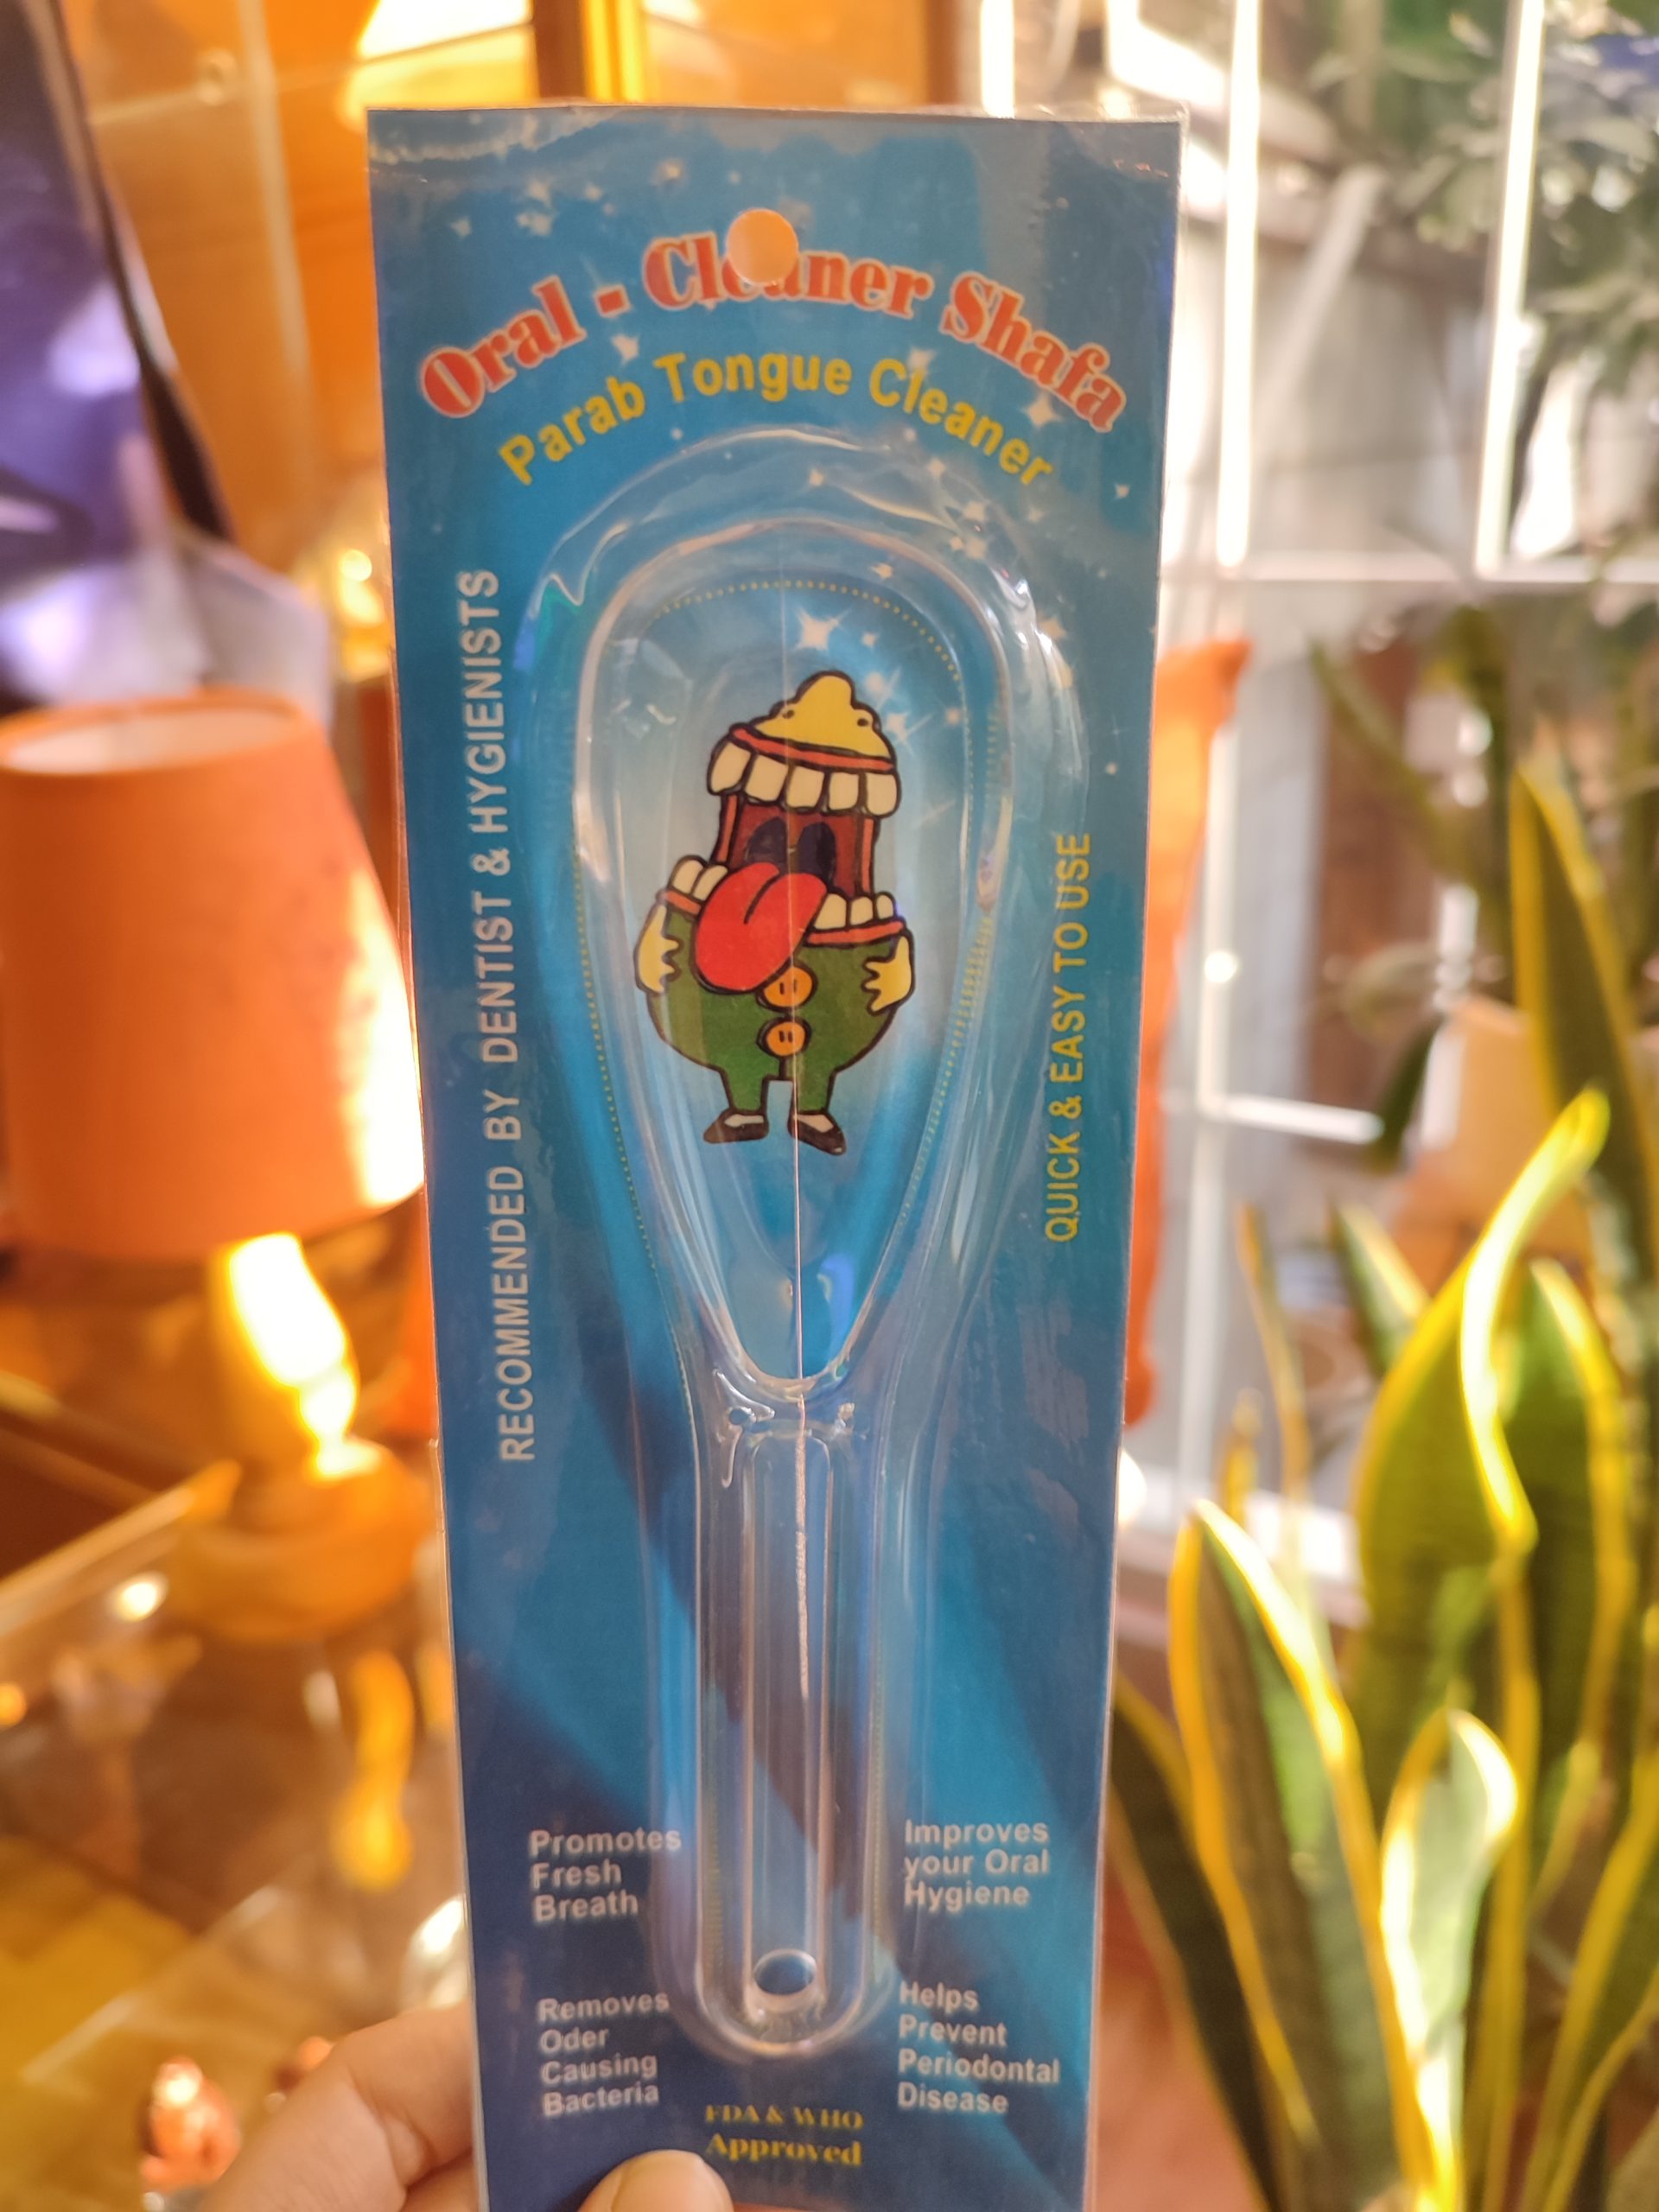 Oral - Cleaner Shafa
Parab Tongue Cleaner
RECOMMENDED BY DENTIST & HYGIENISTS
QUICK & EASY TO USE
Promotes
Fresh
Breath
Improves
your Oral
Hygiene
Removes
Oder
Causing
Bacteria
Helps
Prevent
Periodontal
Disease
FDA & WHO
Approved